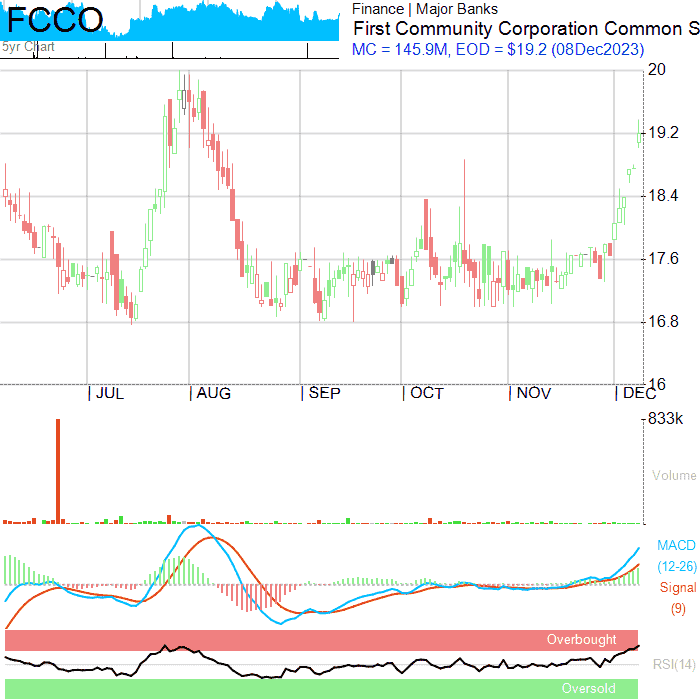 FCCO
5yr Chart
Finance | Major Banks
First Community Corporation Common S
MC = 145.9M, EOD = $19.2 (08Dec2023)
20
19.2
18.4
17.6
16.8
16
JUL AUG SEP OCT NOV DEC
833k
Volume
MACD
(12-26)
Signal
(9)
Overbought
RSI(14)
Oversold